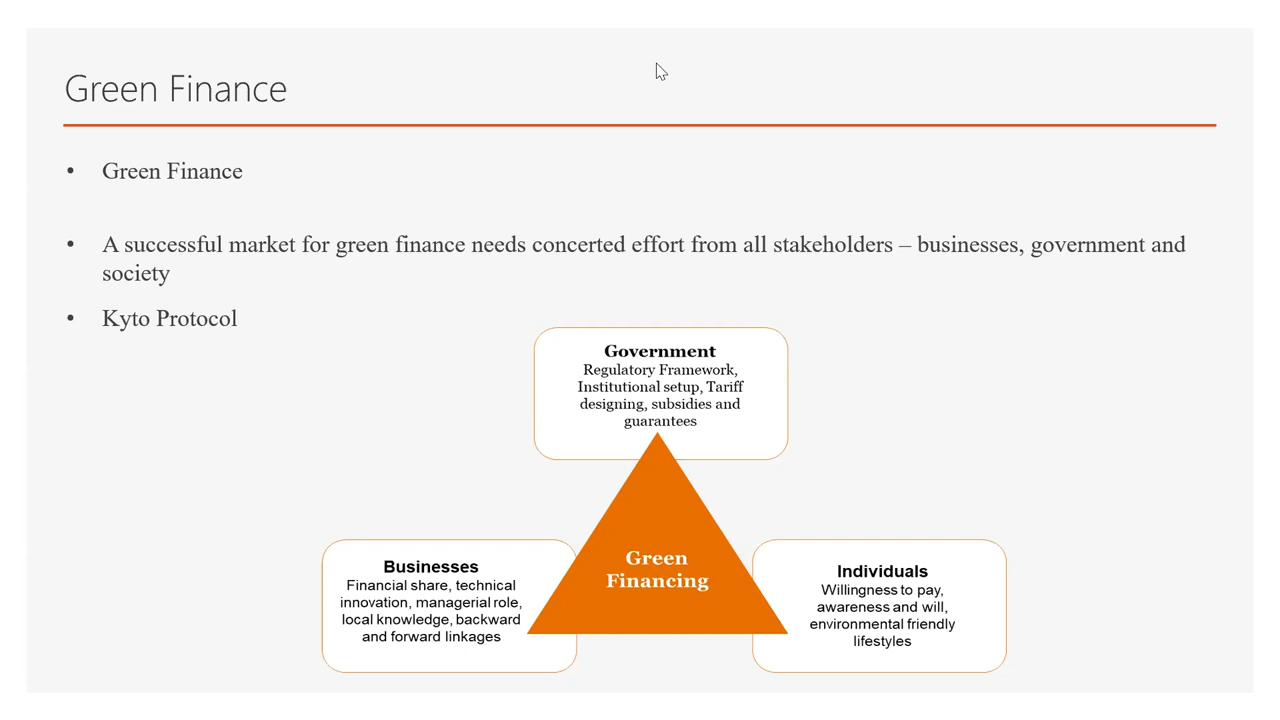 Green Finance
• Green Finance
• A successful market for green finance needs concerted effort from all stakeholders – businesses, government and
society
• Kyto Protocol
Government
Regulatory Framework,
Institutional setup, Tariff
designing, subsidies and
guarantees
Green
Financing
Businesses
Financial share, technical
innovation, managerial role,
local knowledge, backward
and forward linkages
Individuals
Willingness to pay,
awareness and will,
environmental friendly
lifestyles